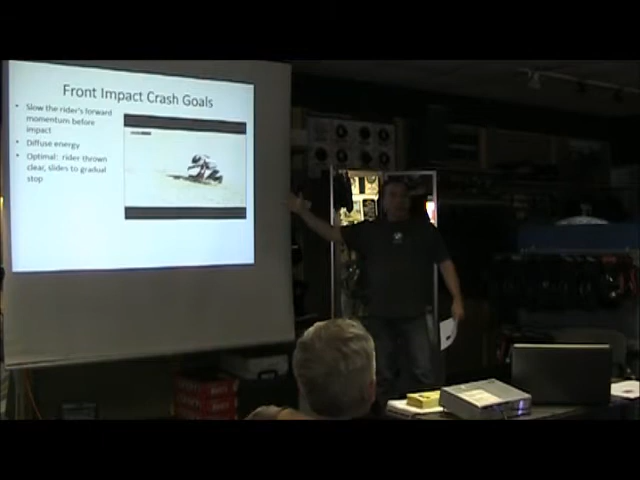 Front Impact Crash Goals
• Slow the rider's forward
momentum before
impact
• Diffuse energy
• Optimal: rider thrown
clear, slides to gradual
stop